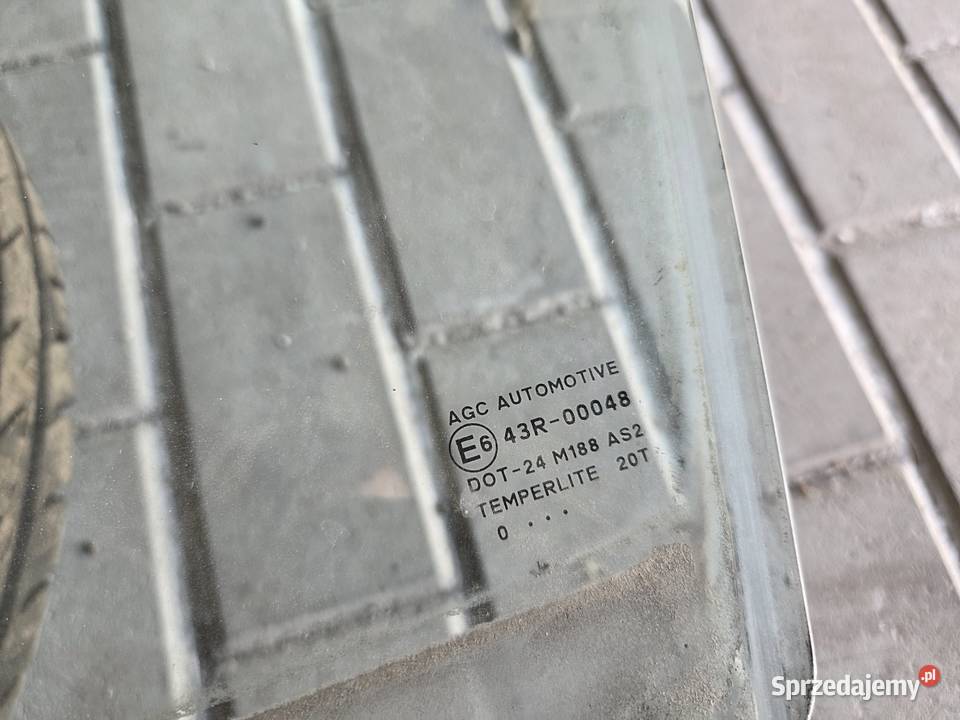 AGC AUTOMOTIVE
E6 43R-00048
DOT-24 M188 AS2
TEMPERLITE 20T
0 ...
Sprzedajemy.pl